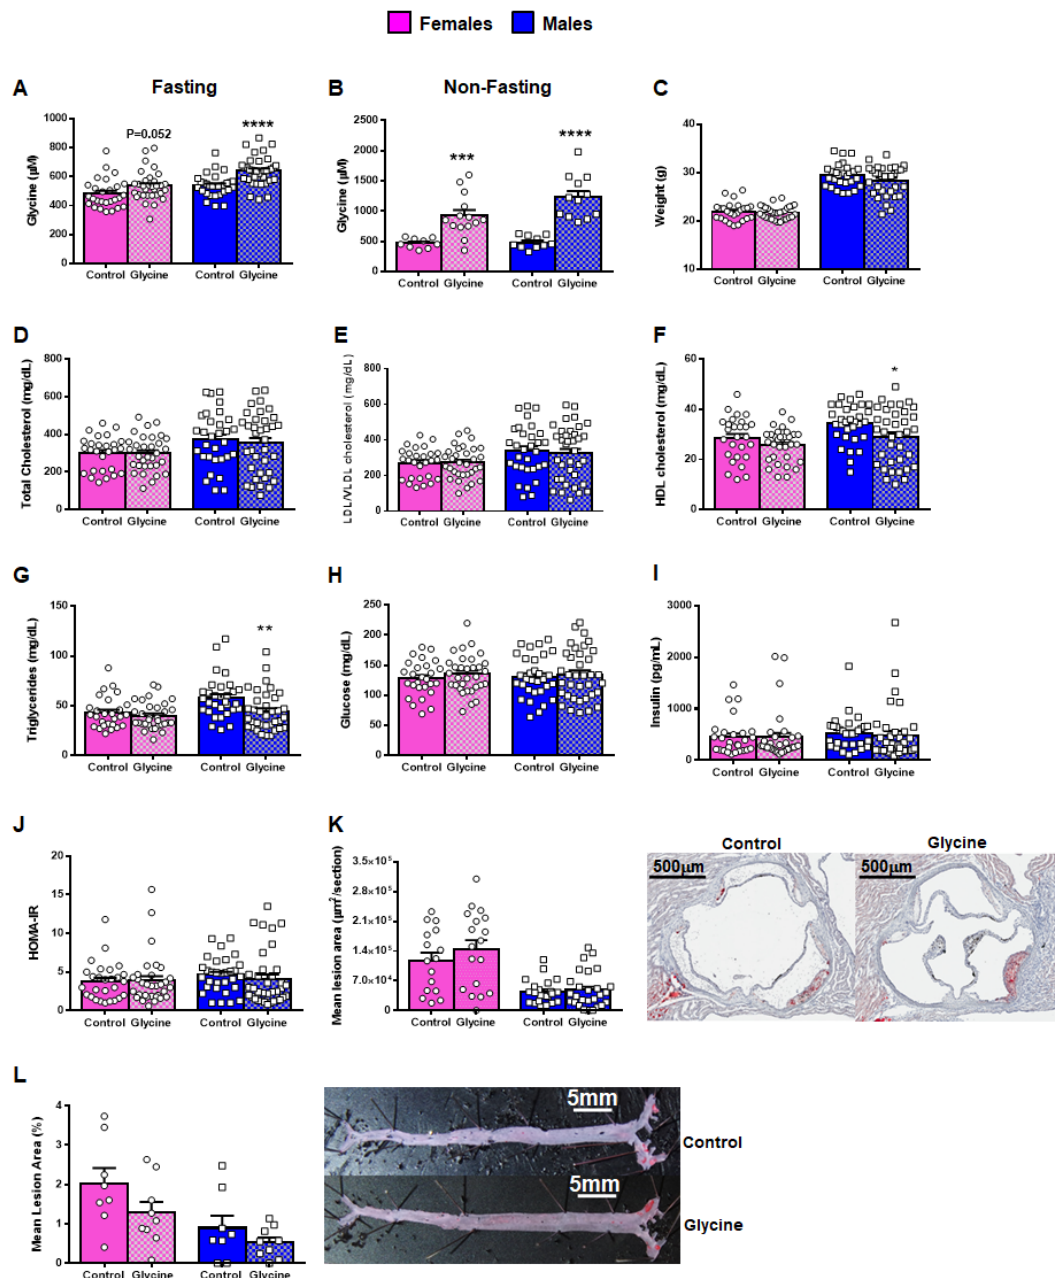 Females Males
A Fasting
Glycine (µM)
1000
800
600
400
200
0
P=0.052
****
Control Glycine Control Glycine
B Non-Fasting
Glycine (µM)
2500
2000
1500
1000
500
0
***
****
Control Glycine Control Glycine
C
Weight (g)
40
30
20
10
Control Glycine Control Glycine
D
Total Cholesterol (mg/dL)
800
600
400
200
0
Control Glycine Control Glycine
E
LDL/VLDL cholesterol (mg/dL)
800
600
400
200
0
Control Glycine Control Glycine
F
HDL cholesterol (mg/dL)
60
40
20
0
*
Control Glycine Control Glycine
G
Triglycerides (mg/dL)
150
100
50
0
**
Control Glycine Control Glycine
H
Glucose (mg/dL)
250
200
150
100
50
0
Control Glycine Control Glycine
I
Insulin (pg/mL)
3000
2000
1000
0
Control Glycine Control Glycine
J
HOMA-IR
20
15
10
5
0
Control Glycine Control Glycine
K
Mean lesion area (µm²/section)
3.5×10⁵
2.8×10⁵
2.1×10⁵
1.4×10⁵
7.0×10⁴
0
Control Glycine Control Glycine
Control Glycine
500µm 500µm
L
Mean Lesion Area (%)
4
3
2
1
0
Control Glycine Control Glycine
5mm
Control
5mm
Glycine